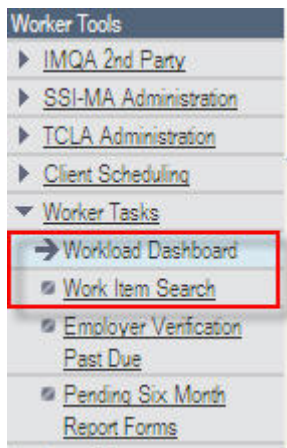 Worker Tools
IMQA 2nd Party
SSI-MA Administration
TCLA Administration
Client Scheduling
Worker Tasks
Workload Dashboard
Work Item Search
Employer Verification
Past Due
Pending Six Month
Report Forms